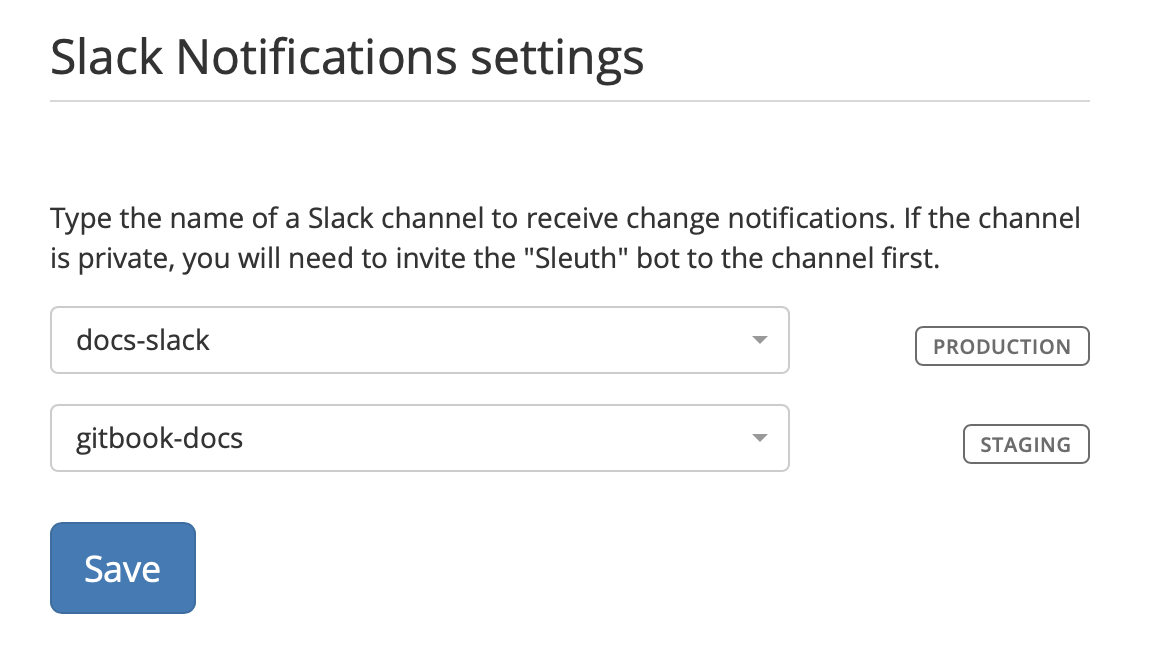 Slack Notifications settings
Type the name of a Slack channel to receive change notifications. If the channel
is private, you will need to invite the "Sleuth" bot to the channel first.
docs-slack
PRODUCTION
gitbook-docs
STAGING
Save